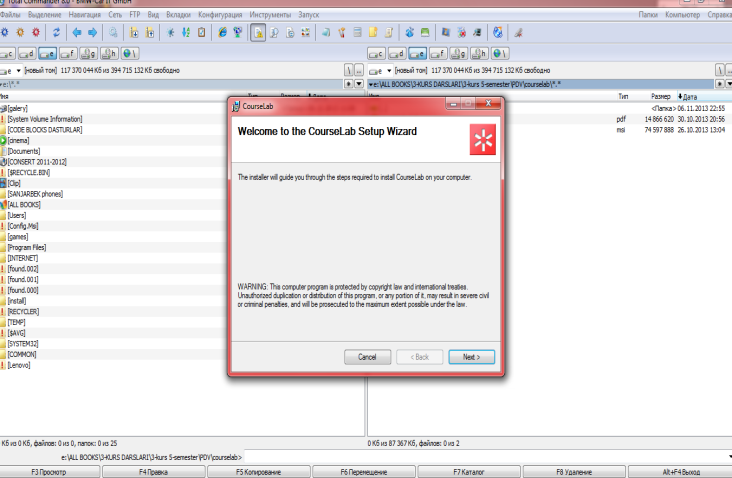 Total Commander 8.0 - BMW-Car IT GmbH
Файлы Выделение Навигация Сеть FTP Вид Вкладки Конфигурация Инструменты Запуск Папки Компьютер Справка
c d e f g h \ c d e f g h \
e [новый том] 117 370 044 Кб из 394 715 132 Кб свободно \ .. e [новый том] 117 370 044 Кб из 394 715 132 Кб свободно \ ..
e:\*.* * e:\ALL BOOKS\3-KURS DARSLARI\3-kurs 5-semester\PDV\courselab\*.* *
Имя Тип Размер Дата Имя Тип Размер Дата
[galery] <Папка> 06.11.2013 22:55
[System Volume Information] pdf 14 866 620 30.10.2013 20:56
[CODE BLOCKS DASTURLAR] msi 74 597 888 26.10.2013 13:04
[cinema]
[Documents]
[CONSERT 2011-2012]
[$RECYCLE.BIN]
[Clip]
[SANJARBEK phones]
[ALL BOOKS]
[Users]
[Config.Msi]
[games]
[Program Files]
[INTERNET]
[found.002]
[found.001]
[found.000]
[install]
[RECYCLER]
[TEMP]
[$AVG]
[SYSTEM32]
[COMMON]
[Lenovo]
CourseLab
Welcome to the CourseLab Setup Wizard
The installer will guide you through the steps required to install CourseLab on your computer.
WARNING: This computer program is protected by copyright law and international treaties.
Unauthorized duplication or distribution of this program, or any portion of it, may result in severe civil
or criminal penalties, and will be prosecuted to the maximum extent possible under the law.
Cancel < Back Next >
Кб из 0 Кб, файлов: 0 из 0, папок: 0 из 25 0 Кб из 87 367 Кб, файлов: 0 из 2
e:\ALL BOOKS\3-KURS DARSLARI\3-kurs 5-semester\PDV\courselab>
F3 Просмотр F4 Правка F5 Копирование F6 Перемещение F7 Каталог F8 Удаление Alt+F4 Выход